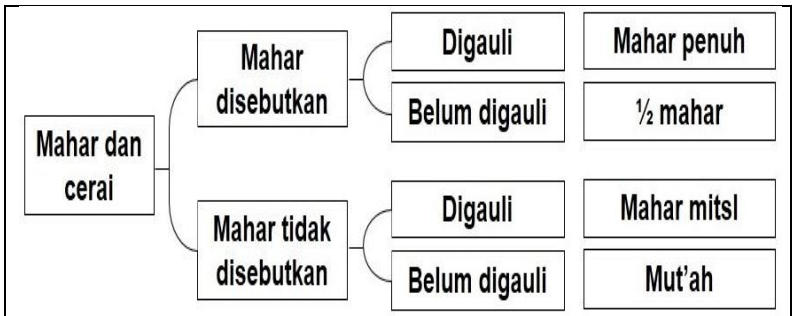 Mahar dan
cerai
Mahar
disebutkan
Digauli
Mahar penuh
Belum digauli
½ mahar
Mahar tidak
disebutkan
Digauli
Mahar mitsl
Belum digauli
Mut'ah